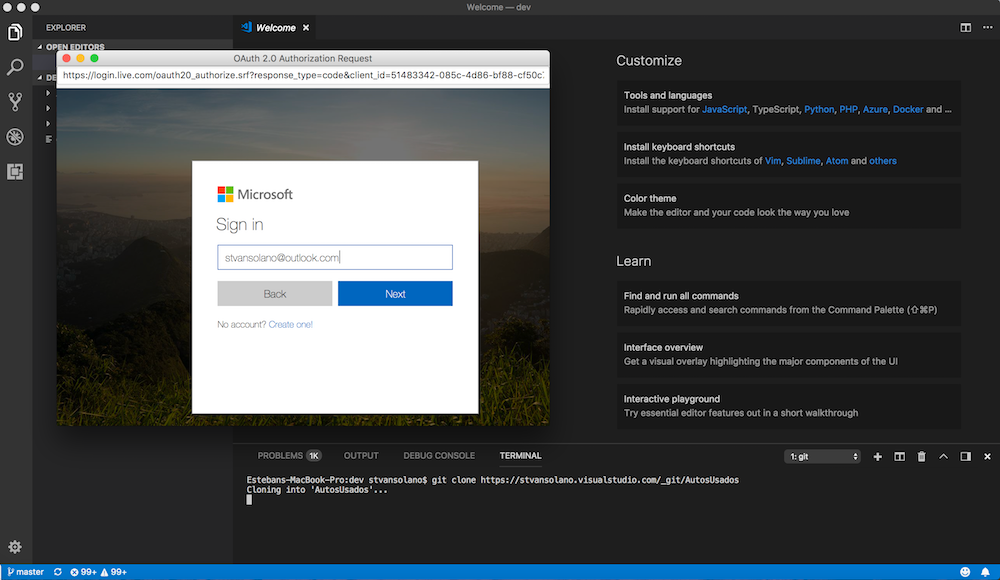 Welcome — dev
EXPLORER
Welcome
OPEN EDITORS
OAuth 2.0 Authorization Request
https://login.live.com/oauth20_authorize.srf?response_type=code&client_id=51483342-085c-4d86-bf88-cf50c
Microsoft
Sign in
stvansolano@outlook.com
Back
Next
No account? Create one!
Customize
Tools and languages
Install support for JavaScript, TypeScript, Python, PHP, Azure, Docker and ...
Install keyboard shortcuts
Install the keyboard shortcuts of Vim, Sublime, Atom and others
Color theme
Make the editor and your code look the way you love
Learn
Find and run all commands
Rapidly access and search commands from the Command Palette (⇧⌘P)
Interface overview
Get a visual overlay highlighting the major components of the UI
Interactive playground
Try essential editor features out in a short walkthrough
PROBLEMS 1K OUTPUT DEBUG CONSOLE TERMINAL 1: git
Estebans-MacBook-Pro:dev stvansolano$ git clone https://stvansolano.visualstudio.com/_git/AutosUsados
Cloning into 'AutosUsados'...
master 99+ 99+